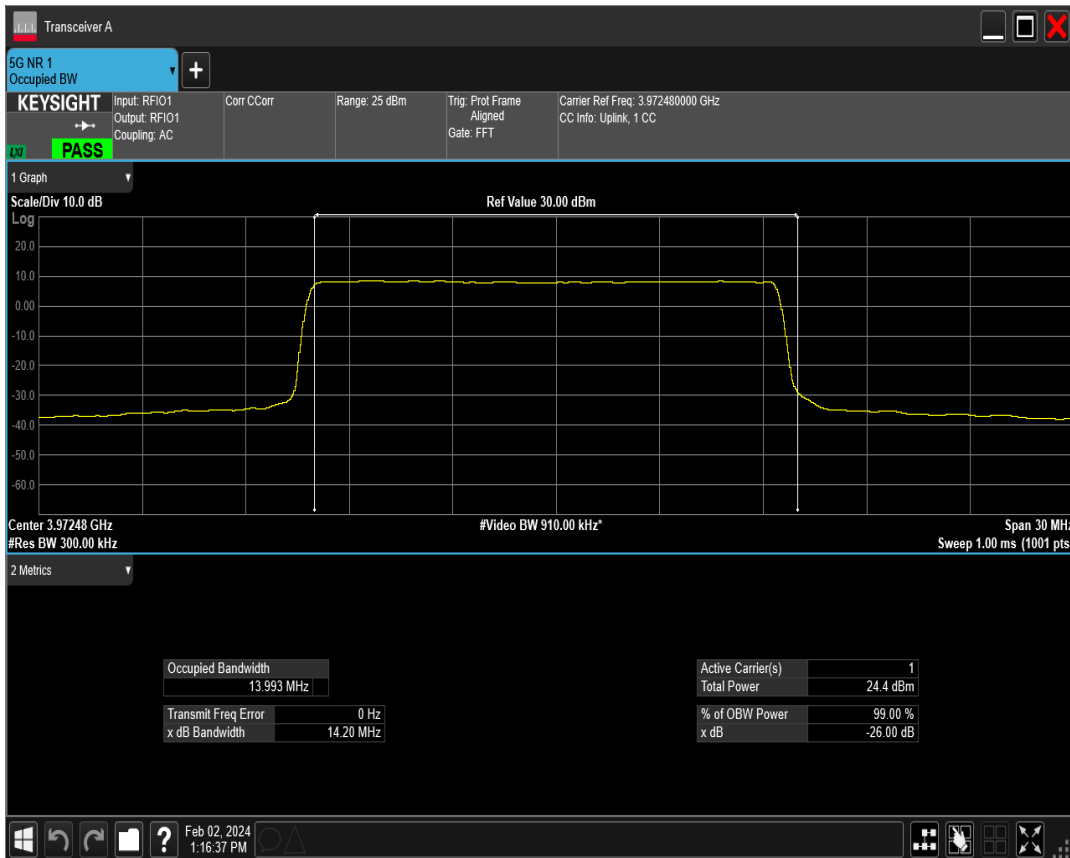 Transceiver A
5G NR 1
Occupied BW
+
KEYSIGHT
LXI
PASS
Input: RFIO1
Output: RFIO1
Coupling: AC
Corr CCorr
Range: 25 dBm
Trig: Prot Frame
Aligned
Gate: FFT
Carrier Ref Freq: 3.972480000 GHz
CC Info: Uplink, 1 CC
1 Graph
Scale/Div 10.0 dB
Ref Value 30.00 dBm
Log
20.0
10.0
0.00
-10.0
-20.0
-30.0
-40.0
-50.0
-60.0
Center 3.97248 GHz
#Video BW 910.00 kHz*
Span 30 MHz
#Res BW 300.00 kHz
Sweep 1.00 ms (1001 pts
2 Metrics
Occupied Bandwidth
13.993 MHz
Transmit Freq Error 0 Hz
x dB Bandwidth 14.20 MHz
Active Carrier(s) 1
Total Power 24.4 dBm
% of OBW Power 99.00 %
x dB -26.00 dB
?
Feb 02, 2024
1:16:37 PM